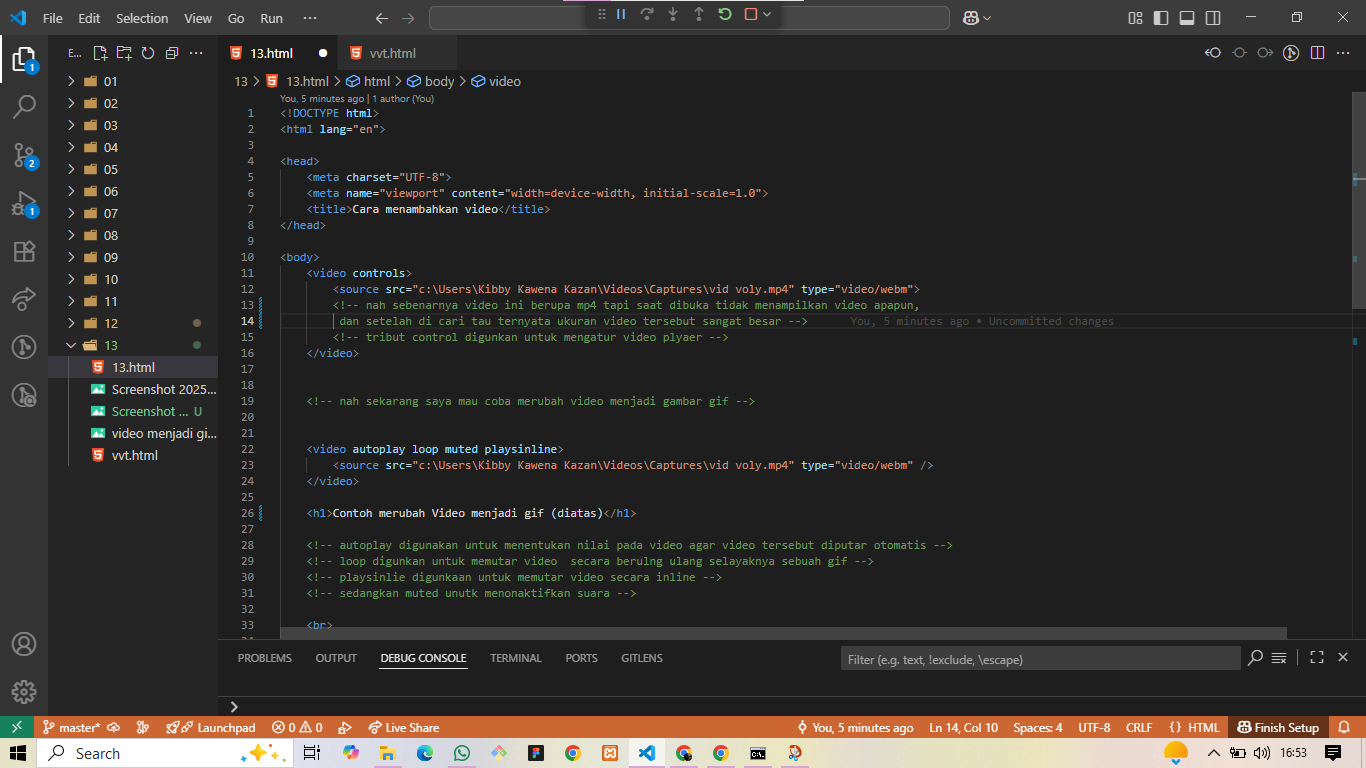 File Edit Selection View Go Run ···
E... ···
13.html
vvt.html
01
02
03
04
05
06
07
08
09
10
11
12
13
13.html
Screenshot 2025...
Screenshot ... U
video menjadi gi...
vvt.html
1
2
1
13 > 13.html > html > body > video
You, 5 minutes ago | 1 author (You)
1 <!DOCTYPE html>
2 <html lang="en">
3
4 <head>
5 <meta charset="UTF-8">
6 <meta name="viewport" content="width=device-width, initial-scale=1.0">
7 <title>Cara menambahkan video</title>
8 </head>
9
10 <body>
11 <video controls>
12 <source src="c:\Users\Kibby Kawena Kazan\Videos\Captures\vid voly.mp4" type="video/webm">
13 <!-- nah sebenarnya video ini berupa mp4 tapi saat dibuka tidak menampilkan video apapun,
14 dan setelah di cari tau ternyata ukuran video tersebut sangat besar --> You, 5 minutes ago • Uncommitted changes
15 <!-- tribut control digunkan untuk mengatur video plyaer -->
16 </video>
17
18
19 <!-- nah sekarang saya mau coba merubah video menjadi gambar gif -->
20
21
22 <video autoplay loop muted playsinline>
23 <source src="c:\Users\Kibby Kawena Kazan\Videos\Captures\vid voly.mp4" type="video/webm" />
24 </video>
25
26 <h1>Contoh merubah Video menjadi gif (diatas)</h1>
27
28 <!-- autoplay digunakan untuk menentukan nilai pada video agar video tersebut diputar otomatis -->
29 <!-- loop digunkan untuk memutar video  secara berulng ulang selayaknya sebuah gif -->
30 <!-- playsinlie digunkaan untuk memutar video secara inline -->
31 <!-- sedangkan muted unutk menonaktifkan suara -->
32
33 <br>
PROBLEMS OUTPUT DEBUG CONSOLE TERMINAL PORTS GITLENS
Filter (e.g. text, !exclude, \escape)
master* Launchpad 0 0 Live Share You, 5 minutes ago Ln 14, Col 10 Spaces: 4 UTF-8 CRLF {} HTML Finish Setup
Search 16:53